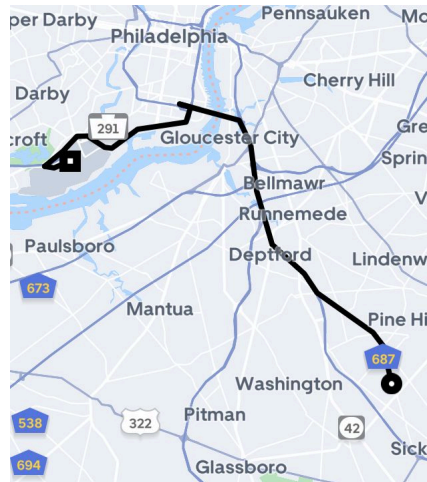 Pennsauken
per Darby
Mo
Philadelphia
Cherry Hill
Darby
291
croft
Gloucester City
Gre
Sprin
Bellmawr
V
Runnemede
Paulsboro
Deptford
Lindenw
673
Mantua
Pine Hi
687
Washington
Pitman
538
322
42
Sick
694
Glassboro